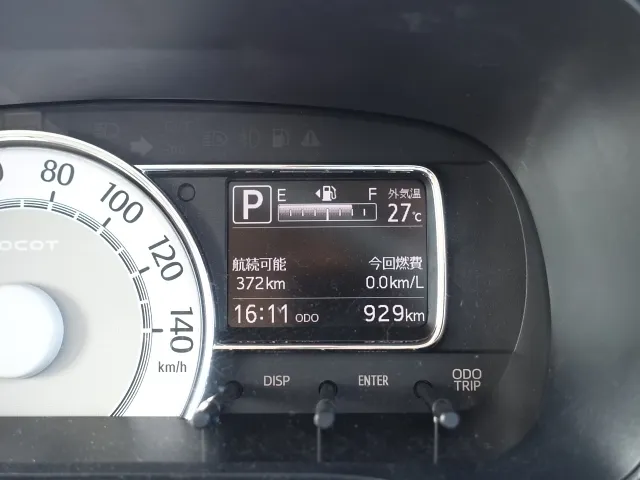 80
100
120
140
km/h
OCOT
P
E F
外気温
27℃
航続可能 今回燃費
372km 0.0km/L
16:11 ODO 929km
DISP ENTER ODO TRIP